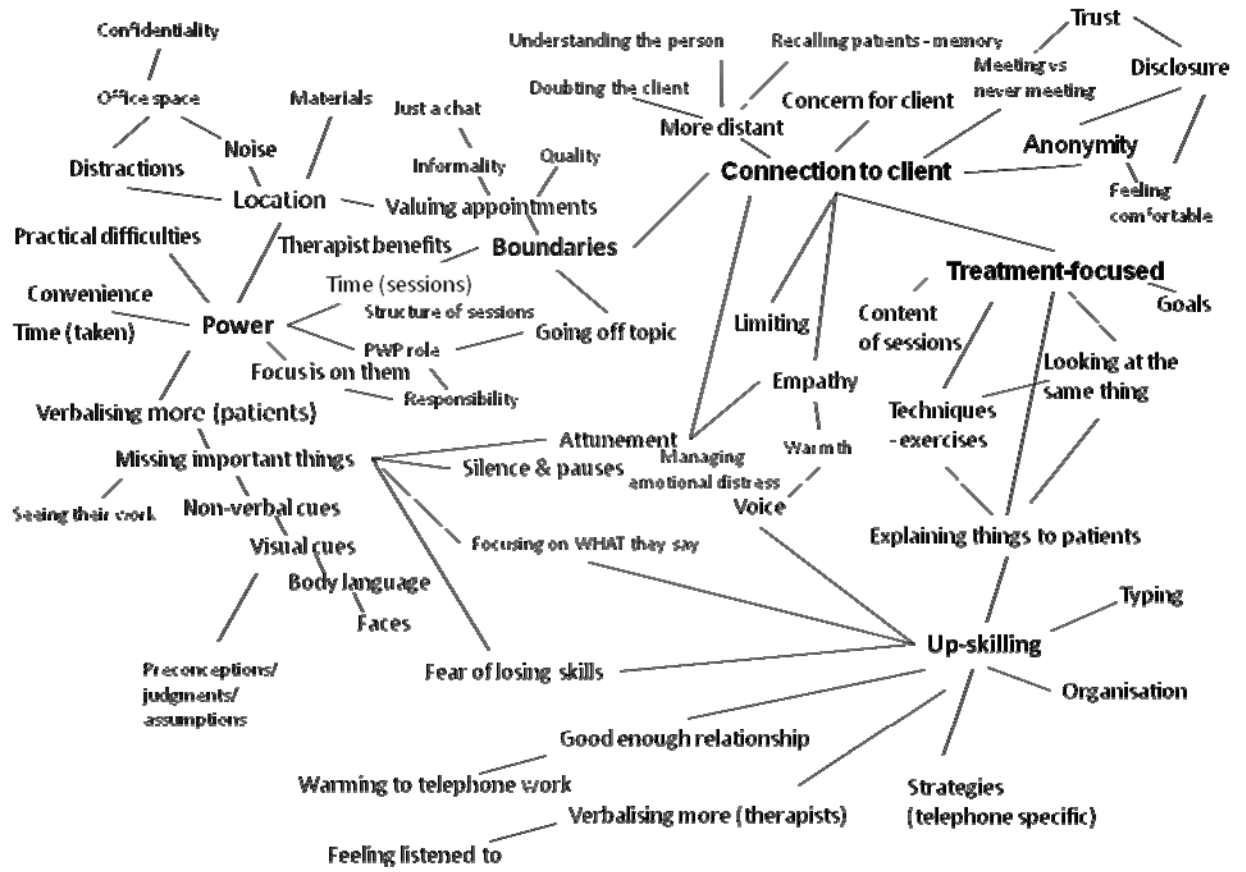 Confidentiality
Understanding the person
Recalling patients - memory
Trust
Office space
Materials
Doubting the client
Meeting vs
never meeting
Disclosure
Just a chat
Concern for client
More distant
Noise
Distractions
Informality
Quality
Connection to client
Anonymity
Location
Valuing appointments
Feeling
comfortable
Practical difficulties
Therapist benefits
Boundaries
Treatment-focused
Convenience
Time (sessions)
Goals
Time (taken)
Power
Structure of sessions
Going off topic
Limiting
Content
of sessions
PWP role
Focus is on them
Looking at the
same thing
Empathy
Responsibility
Verbalising more (patients)
Techniques
- exercises
Attunement
Missing important things
Silence & pauses
Managing
emotional distress
Warmth
Seeing their work
Non-verbal cues
Voice
Visual cues
Focusing on WHAT they say
Explaining things to patients
Body language
Faces
Typing
Up-skilling
Preconceptions/
judgments/
assumptions
Fear of losing skills
Organisation
Good enough relationship
Warming to telephone work
Strategies
(telephone specific)
Verbalising more (therapists)
Feeling listened to